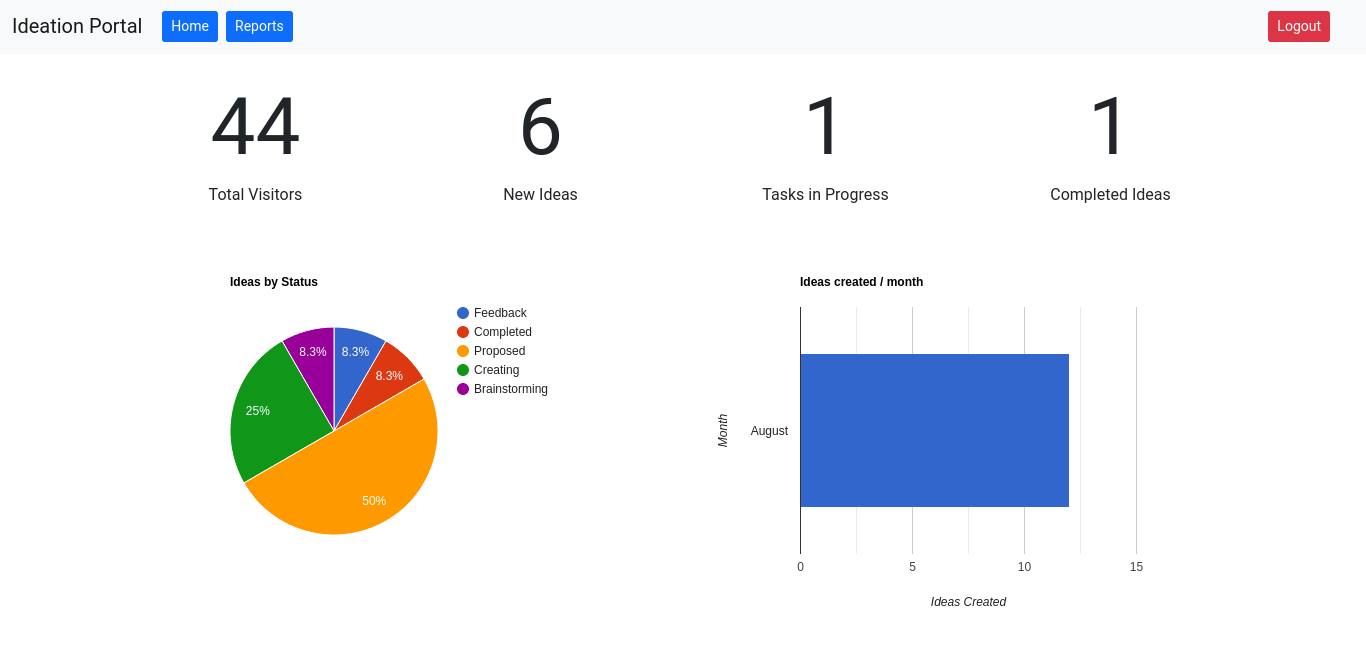 Ideation Portal Home Reports Logout
44 6 1 1
Total Visitors New Ideas Tasks in Progress Completed Ideas
Ideas by Status
Feedback
Completed
Proposed
Creating
Brainstorming
8.3% 8.3%
8.3%
25%
50%
Ideas created / month
Month
August
0 5 10 15
Ideas Created